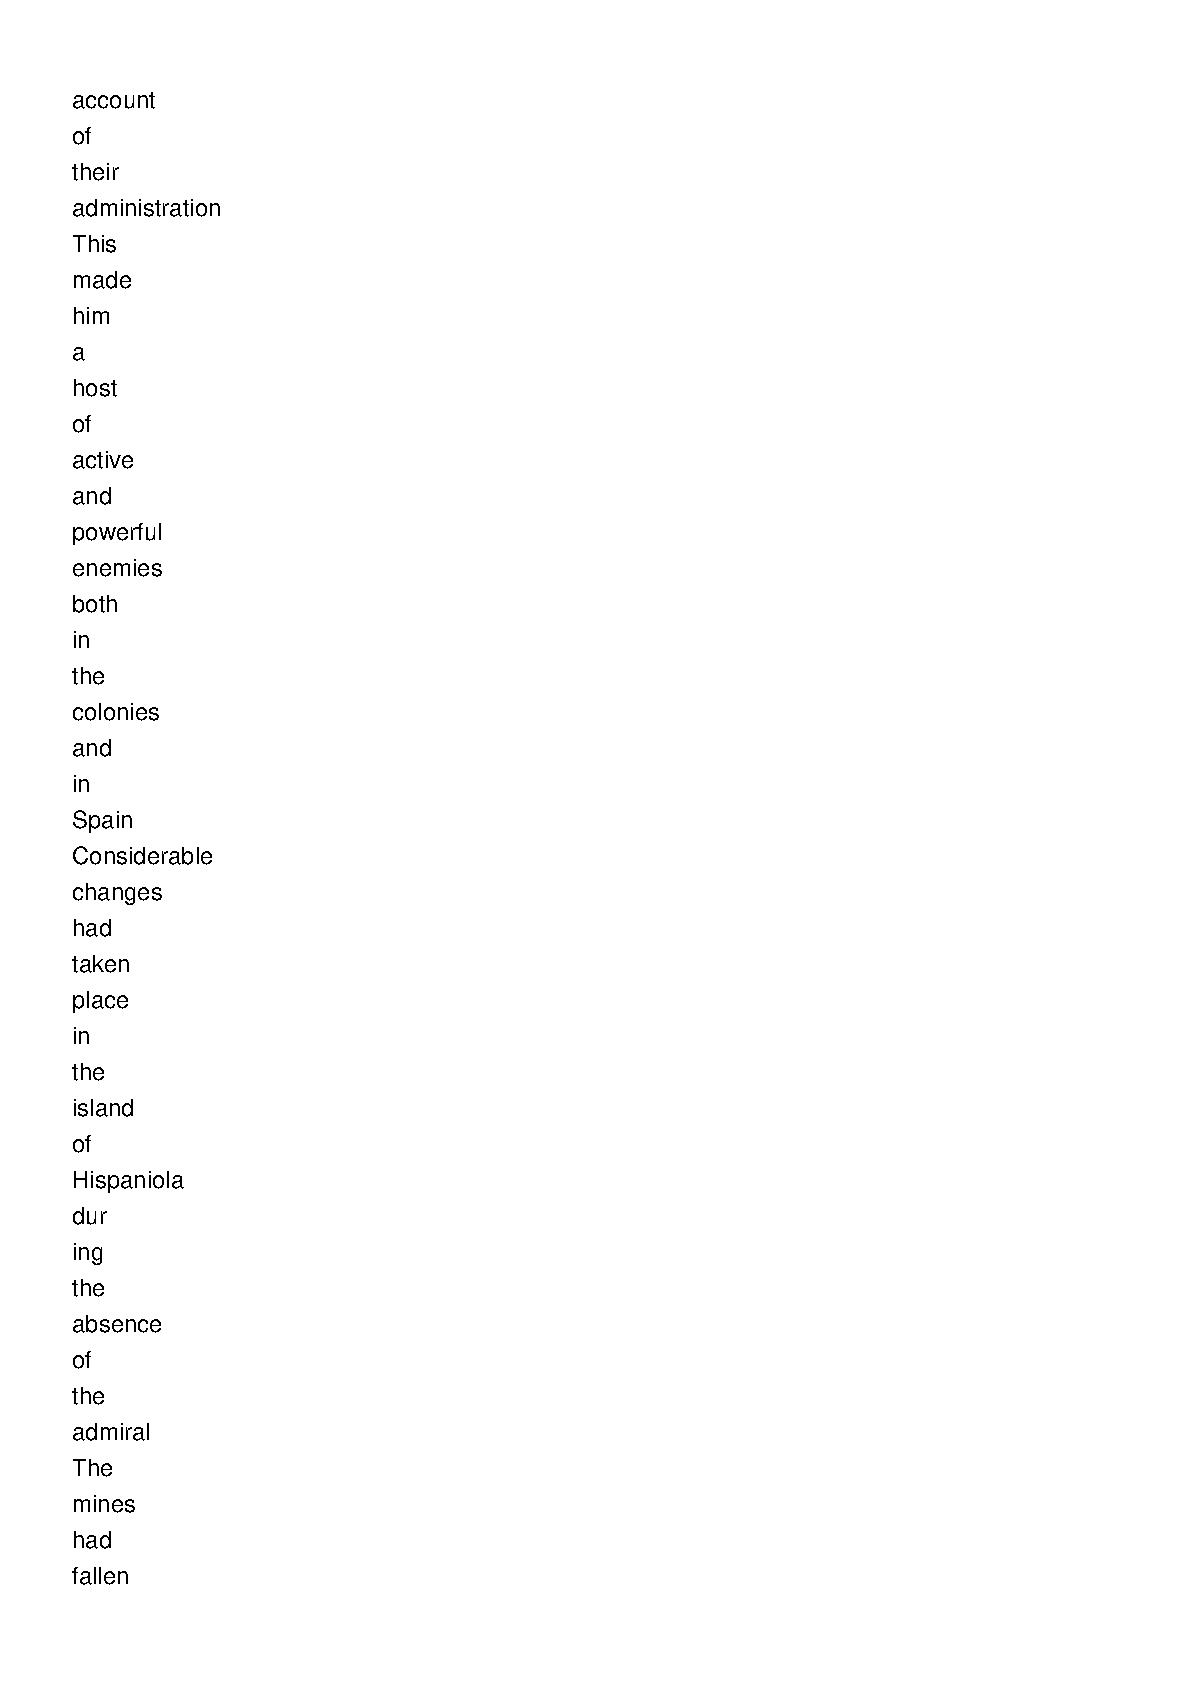 account
of
their
administration
This
made
him
a
host
of
active
and
powerful
enemies
both
in
the
colonies
and
in
Spain
Considerable
changes
had
taken
place
in
the
island
of
Hispaniola
dur
ing
the
absence
of
the
admiral
The
mines
had
fallen